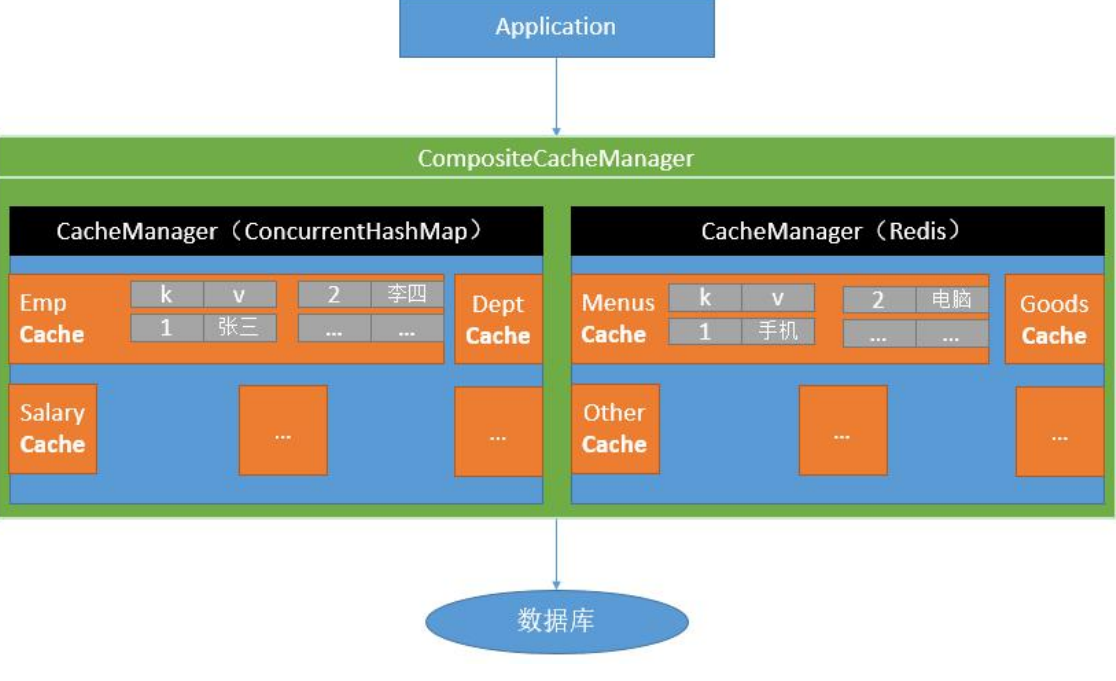 Application
CompositeCacheManager
CacheManager（ConcurrentHashMap）
Emp
Cache
k v
1 张三
2 李四
... ...
Dept
Cache
Salary
Cache
...
...
CacheManager（Redis）
Menus
Cache
k v
1 手机
2 电脑
... ...
Goods
Cache
Other
Cache
...
...
数据库